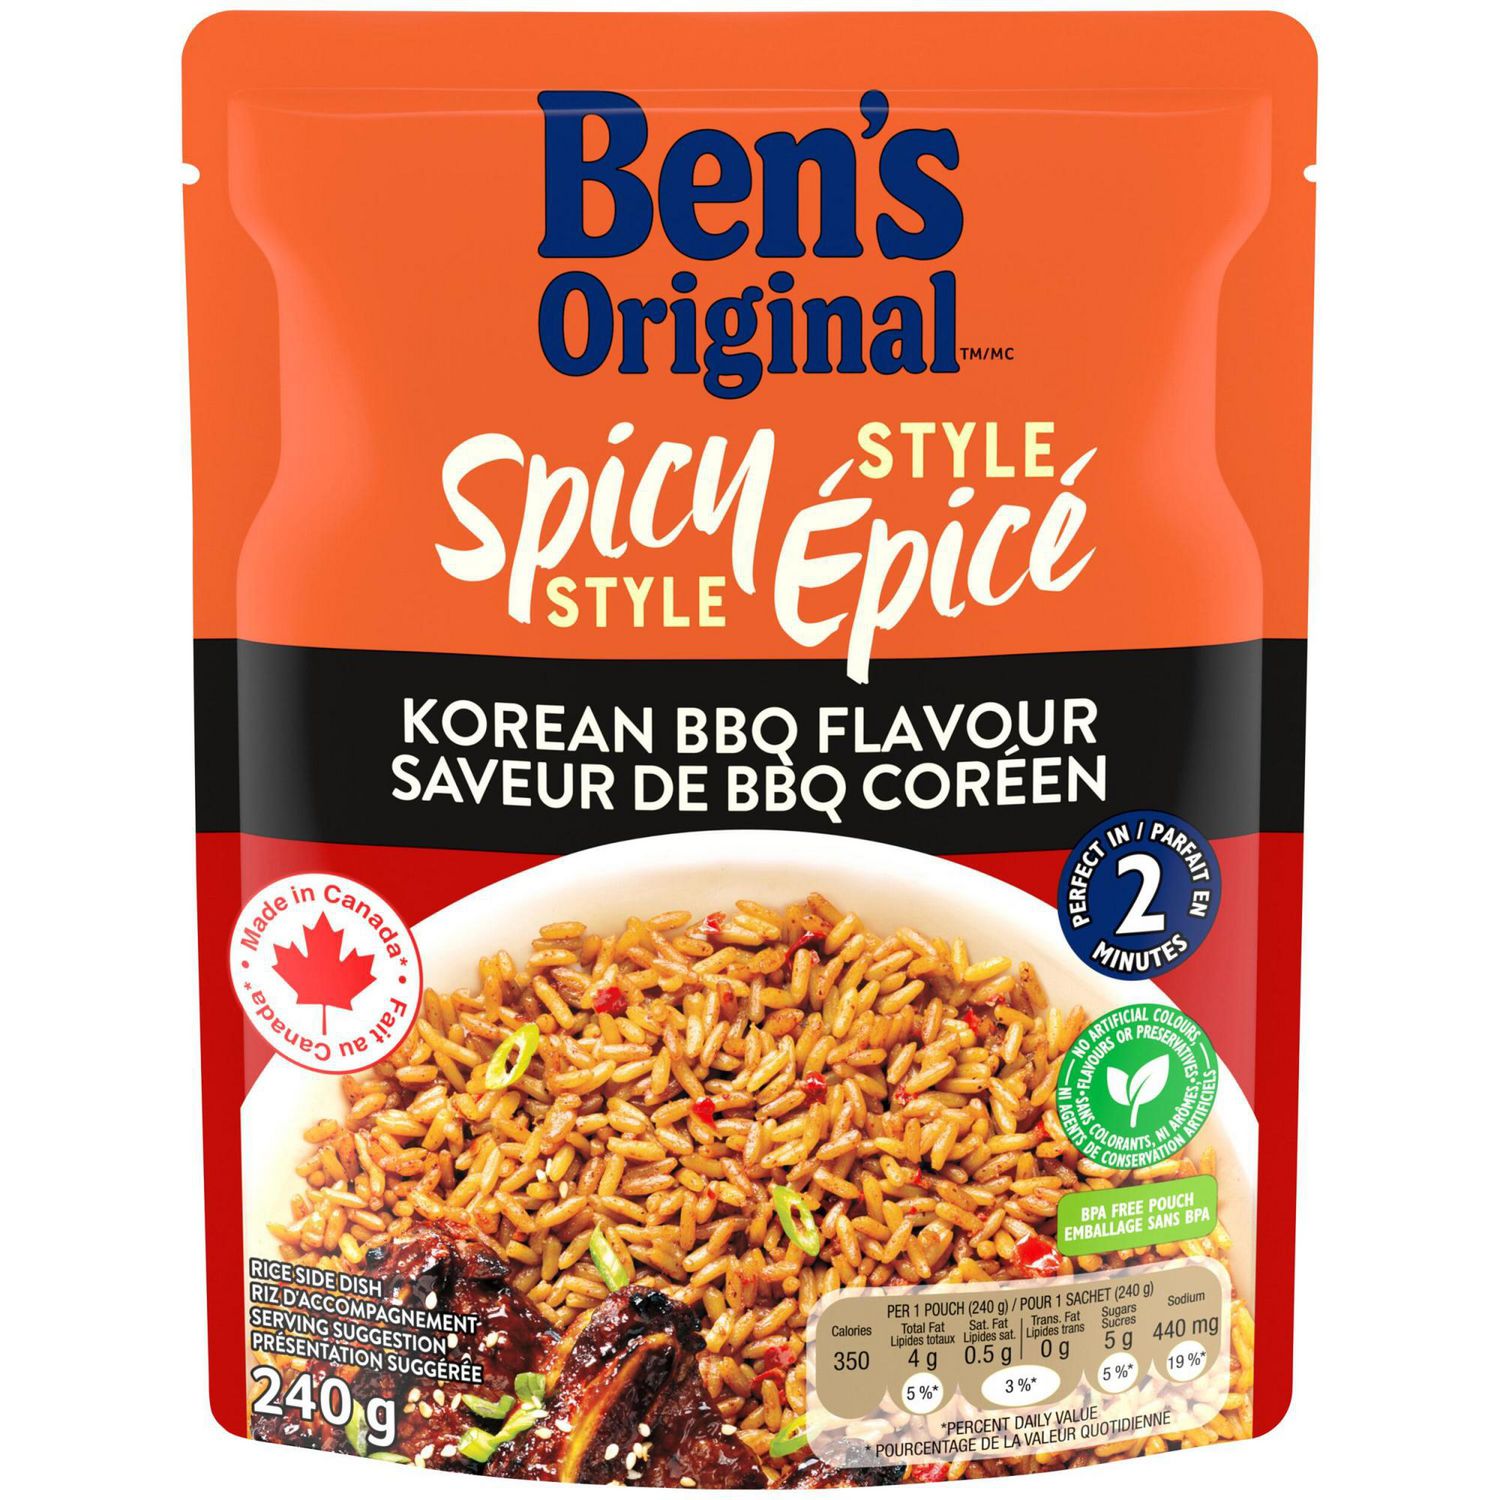 Ben's
Original
TM/MC
Spicy
STYLE
STYLE
Épicé
KOREAN BBQ FLAVOUR
SAVEUR DE BBQ CORÉEN
PERFECT IN / PARFAIT EN
2
MINUTES
Made in Canada* •
Fait au Canada* •
NO ARTIFICIAL COLOURS,
FLAVOURS OR PRESERVATIVES •
SANS COLORANTS, NI ARÔMES,
NI AGENTS DE CONSERVATION ARTIFICIELS
BPA FREE POUCH
EMBALLAGE SANS BPA
RICE SIDE DISH
RIZ D'ACCOMPAGNEMENT
SERVING SUGGESTION
PRÉSENTATION SUGGÉRÉE
240 g
PER 1 POUCH (240 g) / POUR 1 SACHET (240 g)
Calories
350
Total Fat
Lipides totaux
4 g
5 %*
Sat. Fat
Lipides sat.
0.5 g
Trans. Fat
Lipides trans
0 g
3 %*
Sugars
Sucres
5 g
5 %*
Sodium
440 mg
19 %*
*PERCENT DAILY VALUE
* POURCENTAGE DE LA VALEUR QUOTIDIENNE